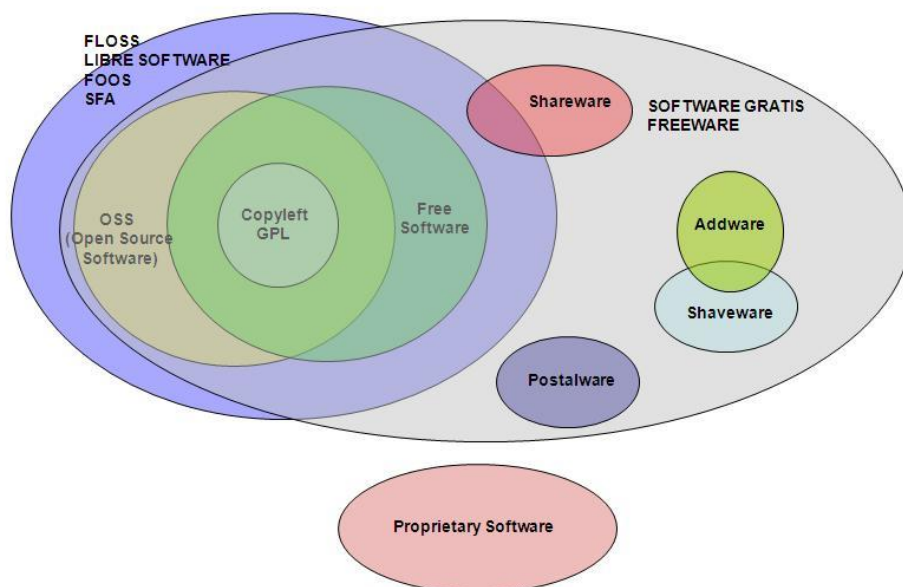 FLOSS
LIBRE SOFTWARE
FOOS
SFA
Shareware
SOFTWARE GRATIS
FREEWARE
OSS
(Open Source
Software)
Copyleft
GPL
Free
Software
Addware
Shaveware
Postalware
Proprietary Software